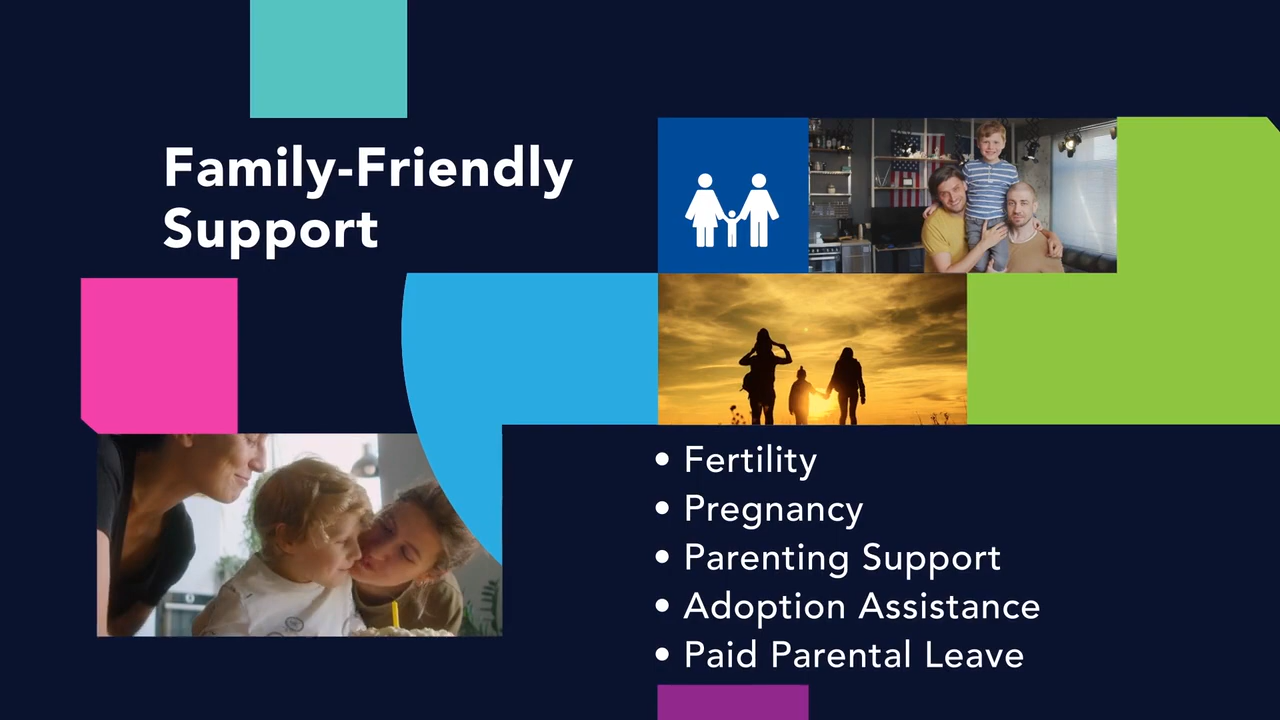 Family-Friendly
Support
• Fertility
• Pregnancy
• Parenting Support
• Adoption Assistance
• Paid Parental Leave